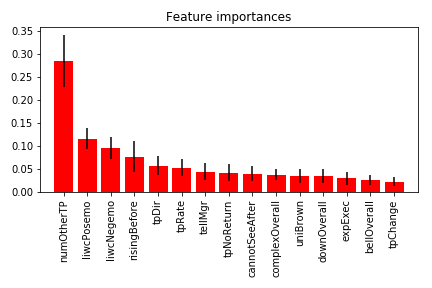 Feature importances
0.35
0.30
0.25
0.20
0.15
0.10
0.05
0.00
numOtherTP
liwcPosemo
liwcNegemo
risingBefore
tpDir
tpRate
tellMgr
tpNoReturn
cannotSeeAfter
complexOverall
uniBrown
downOverall
expExec
bellOverall
tpChange